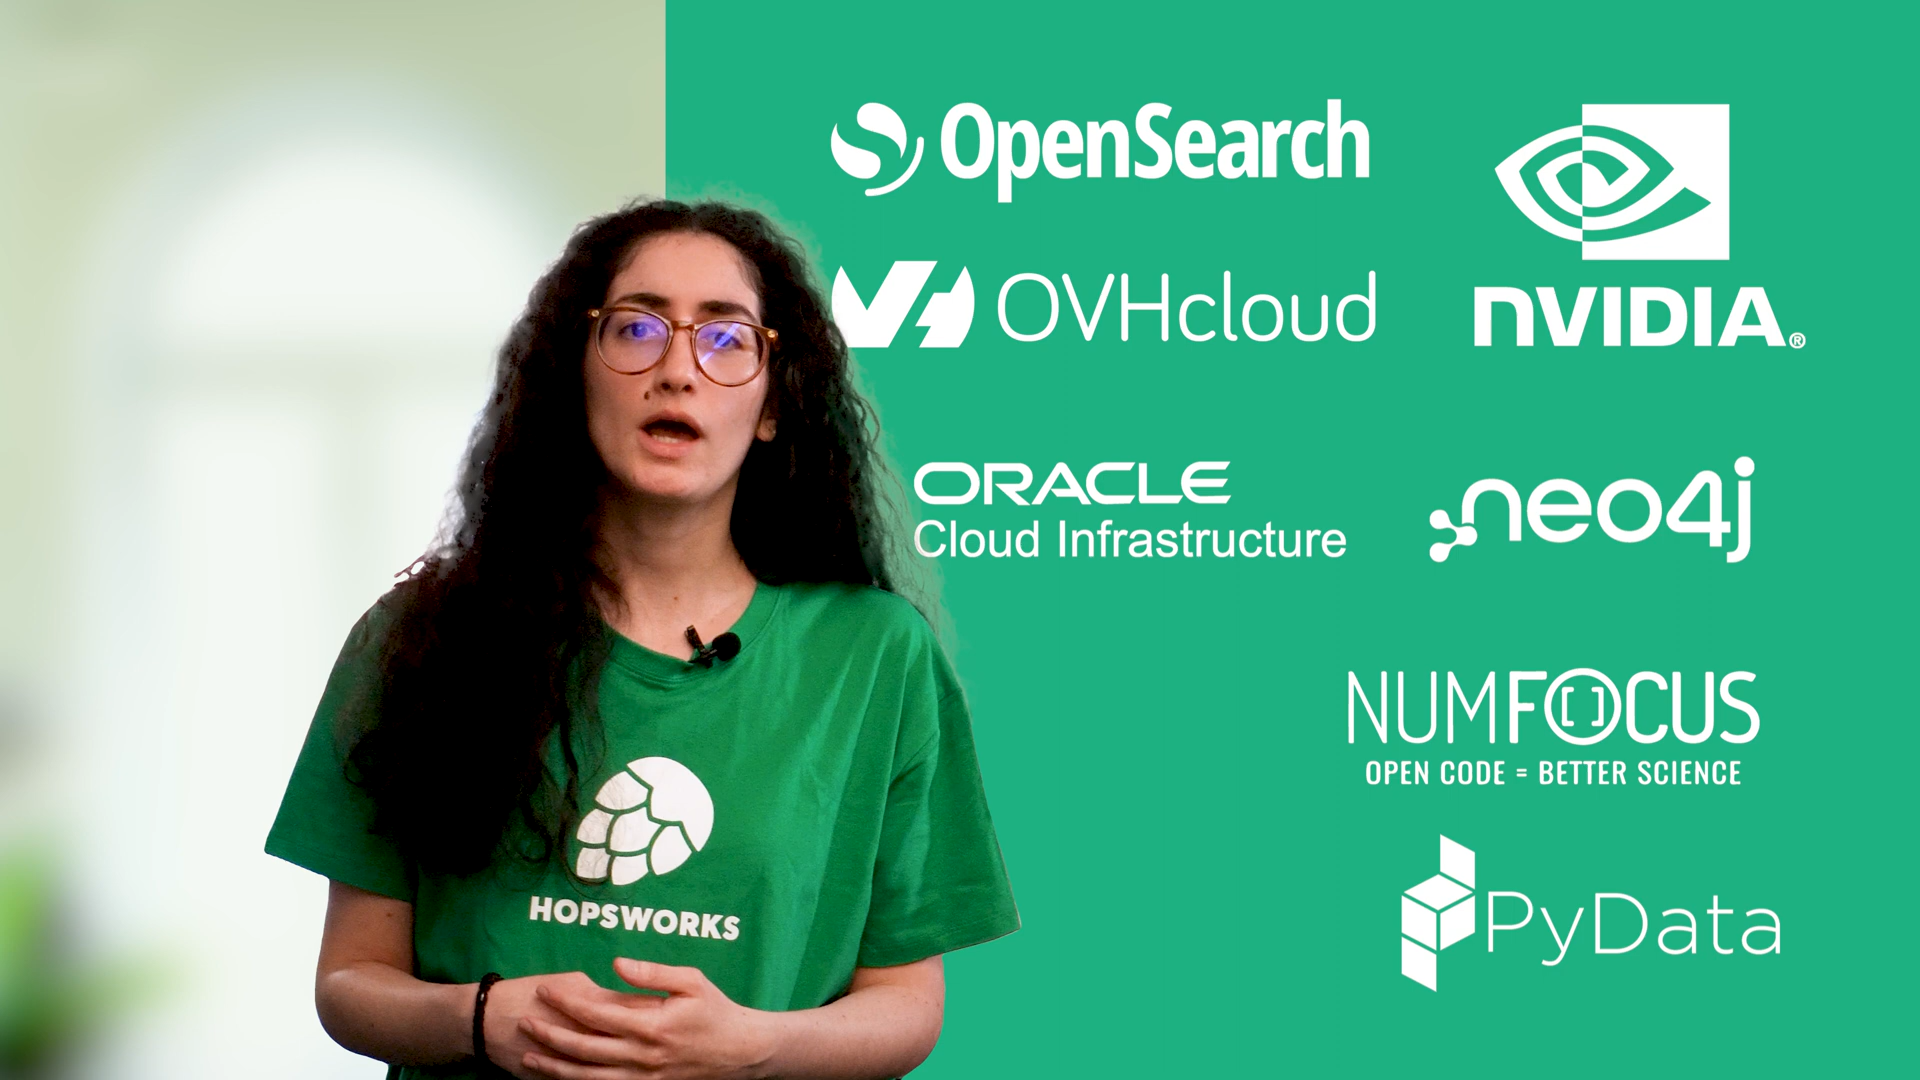 OpenSearch
NVIDIA®
OVHcloud
ORACLE
Cloud Infrastructure
neo4j
NUMFOCUS
OPEN CODE = BETTER SCIENCE
PyData
HOPSWORKS